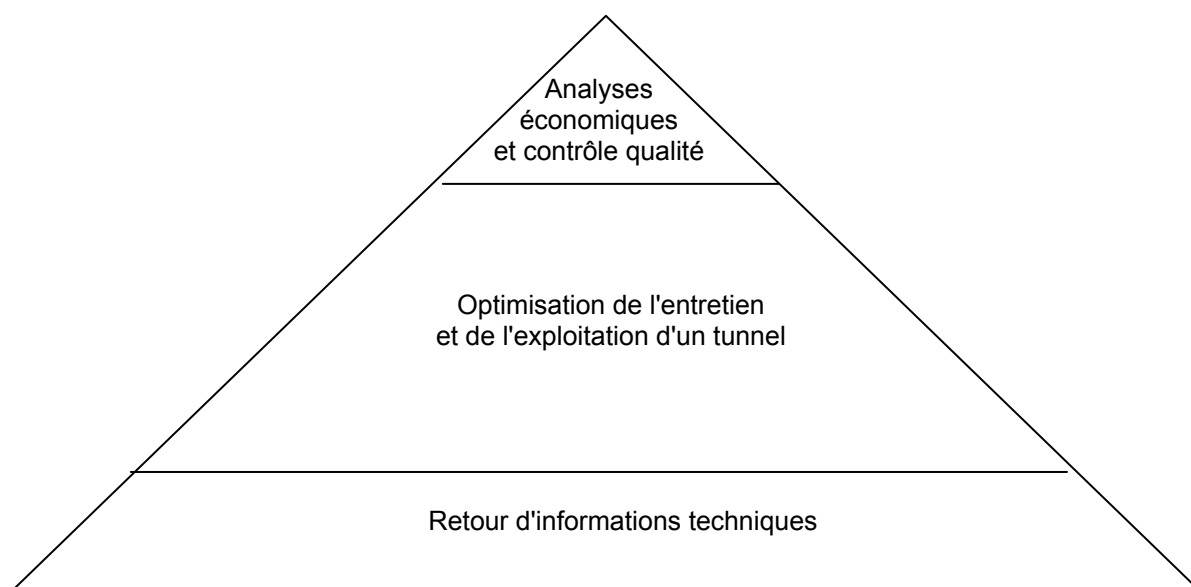 Analyses
économiques
et contrôle qualité
Optimisation de l'entretien
et de l'exploitation d'un tunnel
Retour d'informations techniques